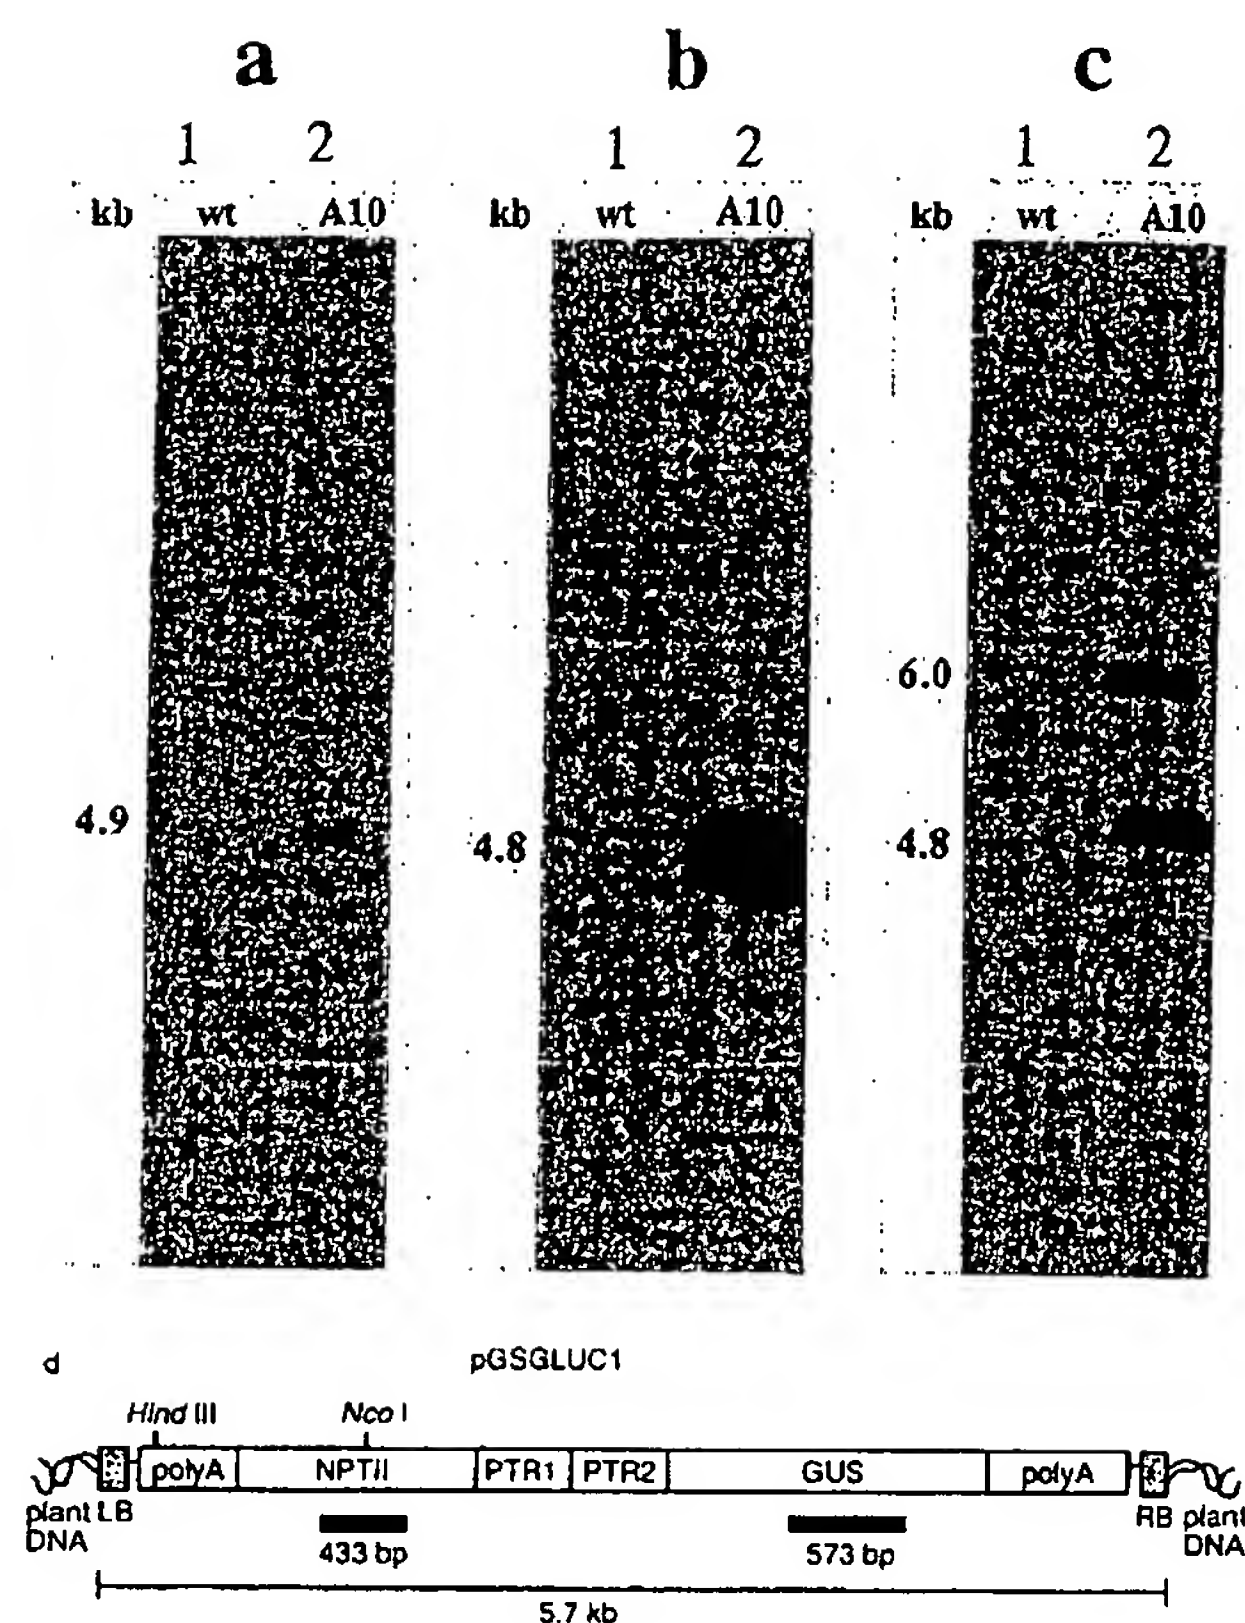 a b c
1 2 1 2 1 2
kb wt A10 kb wt A10 kb wt A10
6.0
4.9 4.8 4.8
d pGSGLUC1
Hind III Nco I
polyA NPTII PTR1 PTR2 GUS polyA
plant LB RB plant
DNA DNA
433 bp 573 bp
5.7 kb